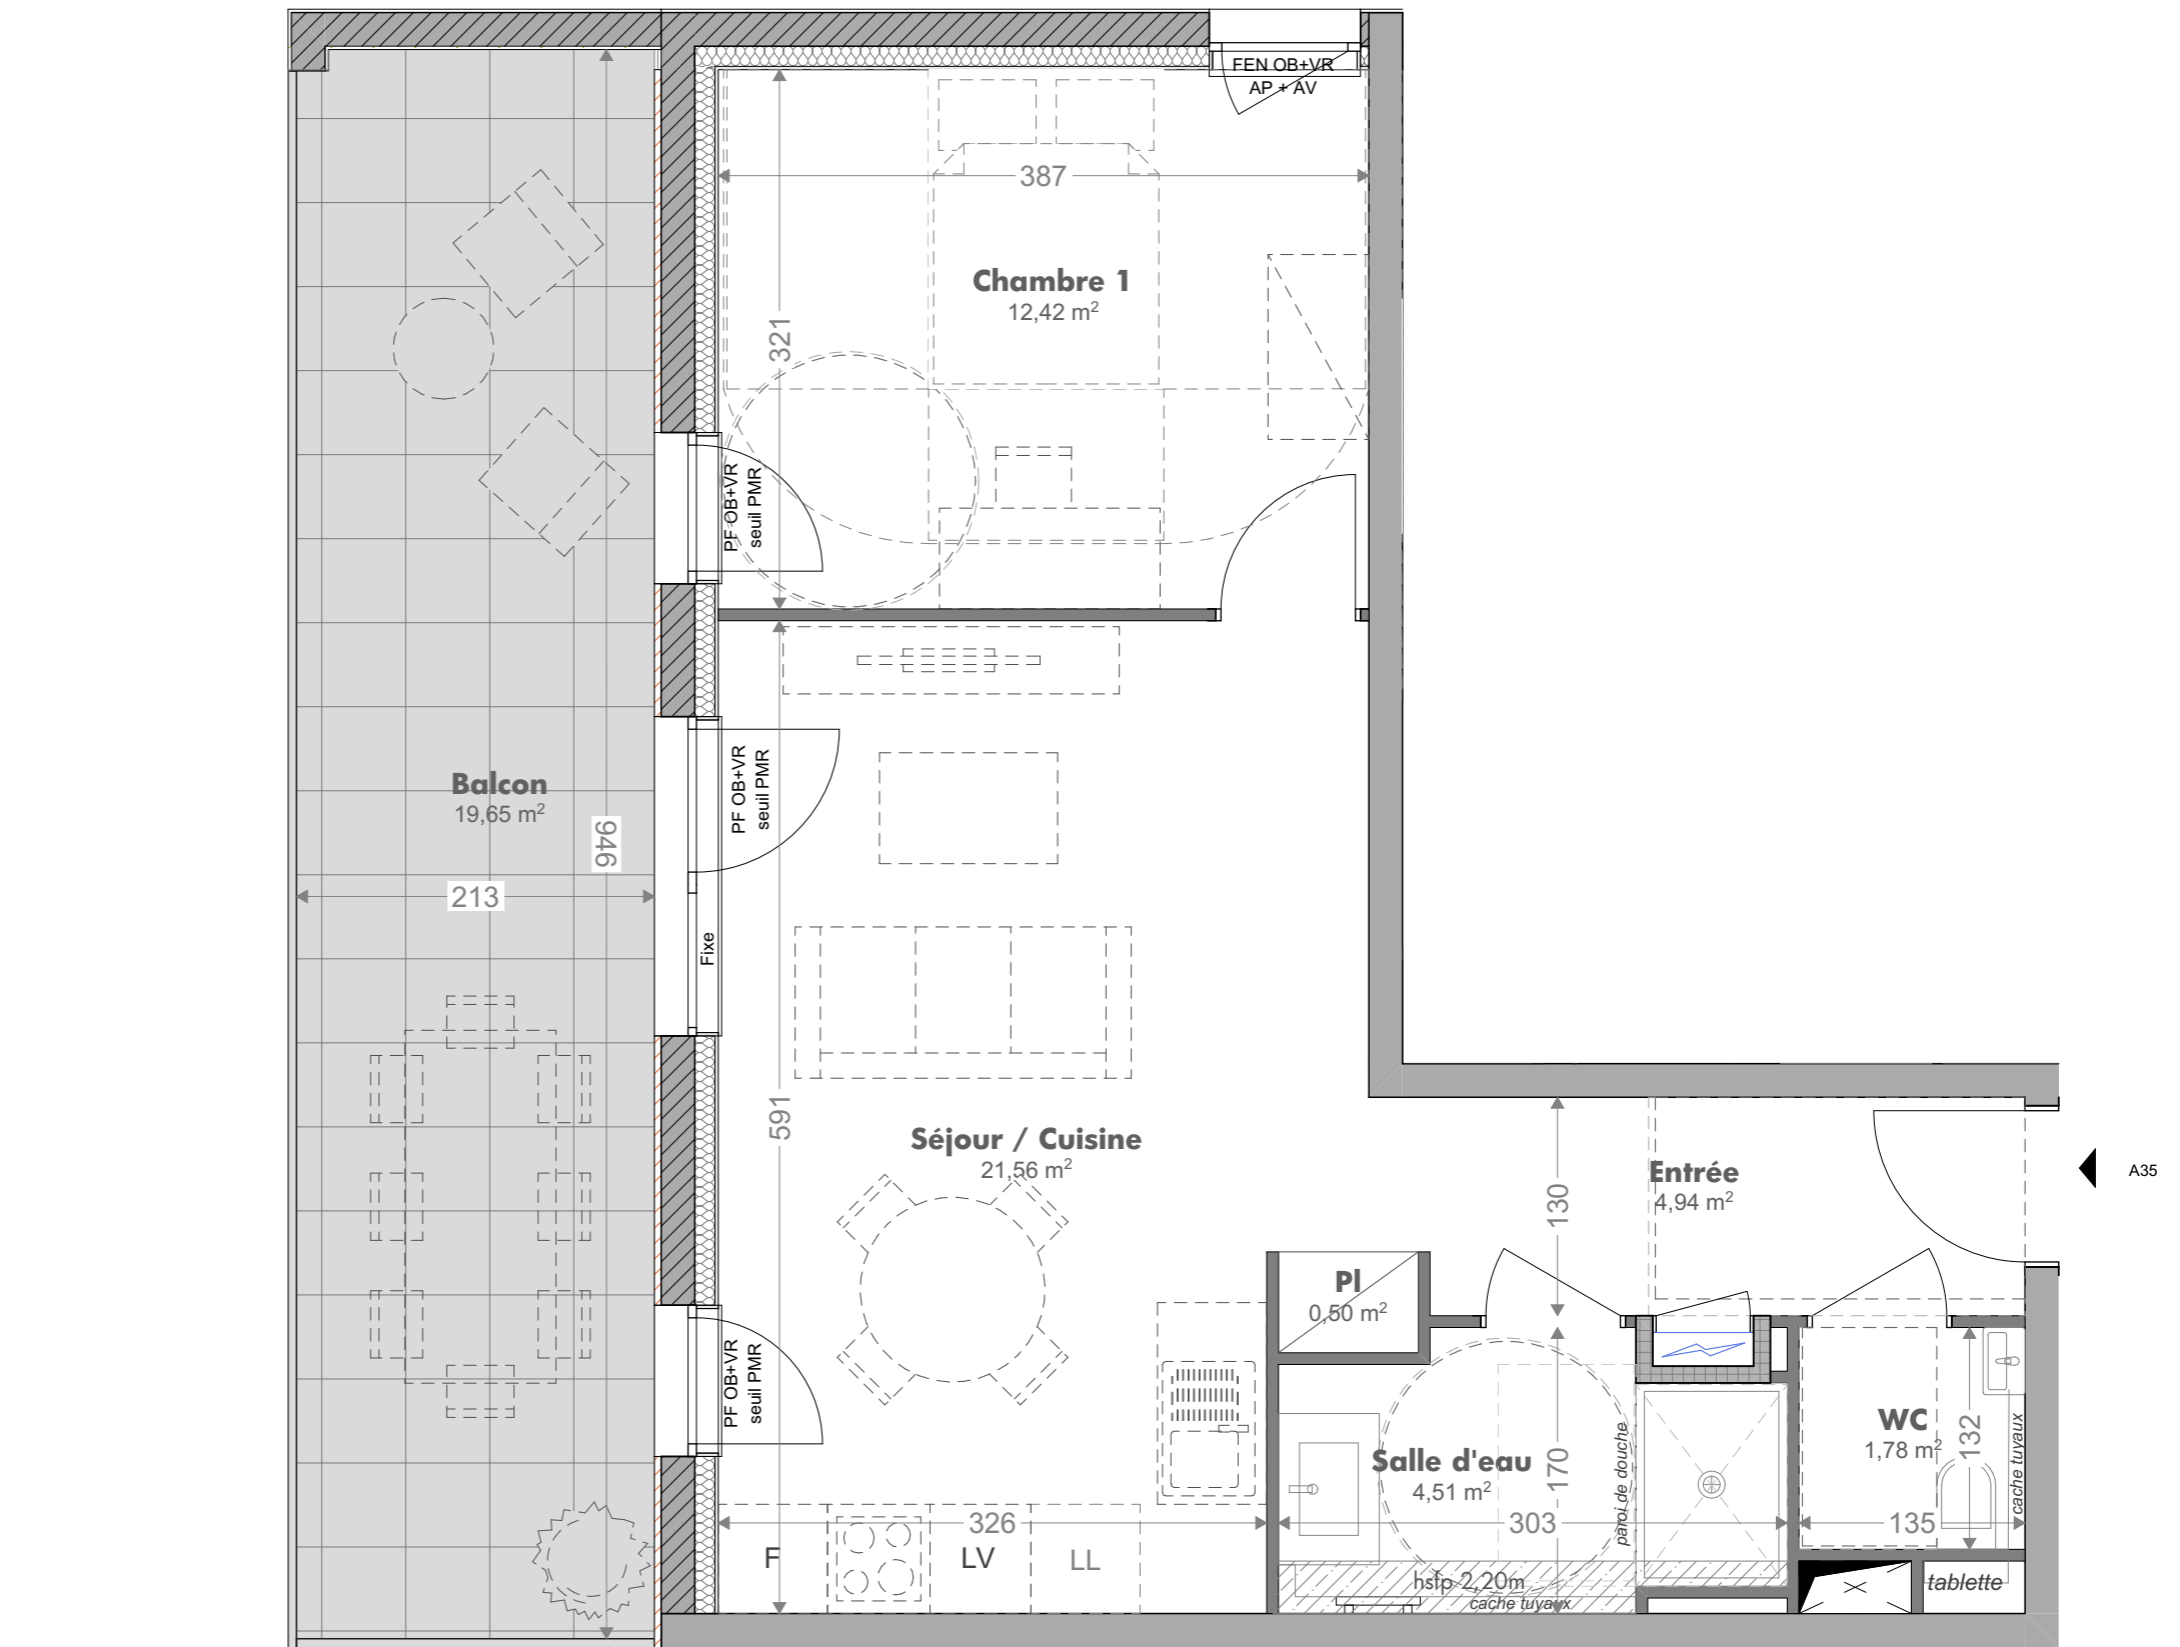 FEN OB+VR
AP + AV
387
Chambre 1
12,42 m²
321
PF OB+VR
seuil PMR
PF OB+VR
seuil PMR
Balcon
19,65 m²
946
213
Fixe
591
Séjour / Cuisine
21,56 m²
Entrée
4,94 m²
A35
130
Pl
0,50 m²
PF OB+VR
seuil PMR
WC
1,78 m²
132
cache tuyaux
Salle d'eau
4,51 m²
170
paroi de douche
326
303
135
F
LV
LL
hsfp 2,20m
cache tuyaux
tablette